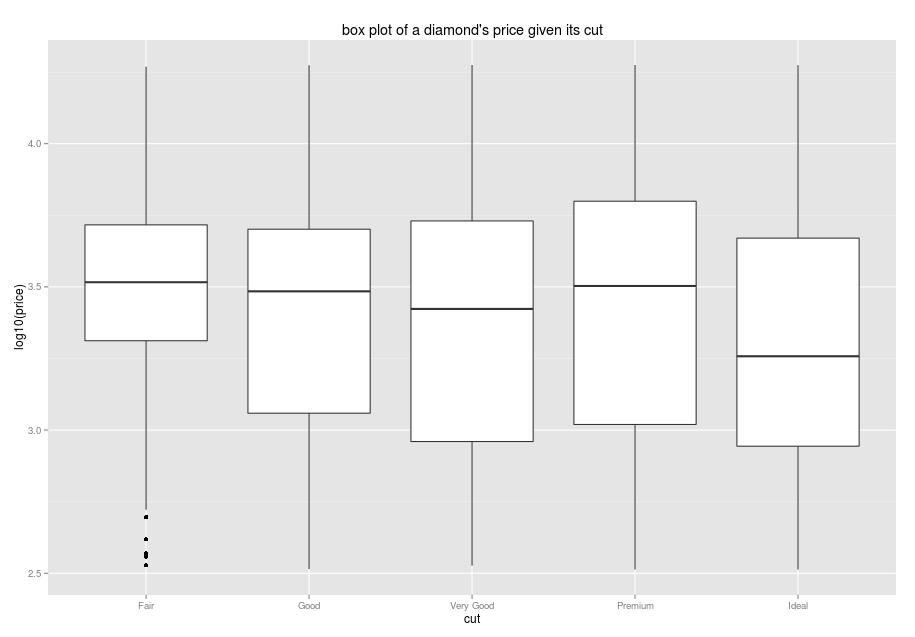 box plot of a diamond's price given its cut
log10(price)
4.0
3.5
3.0
2.5
Fair Good Very Good Premium Ideal
cut